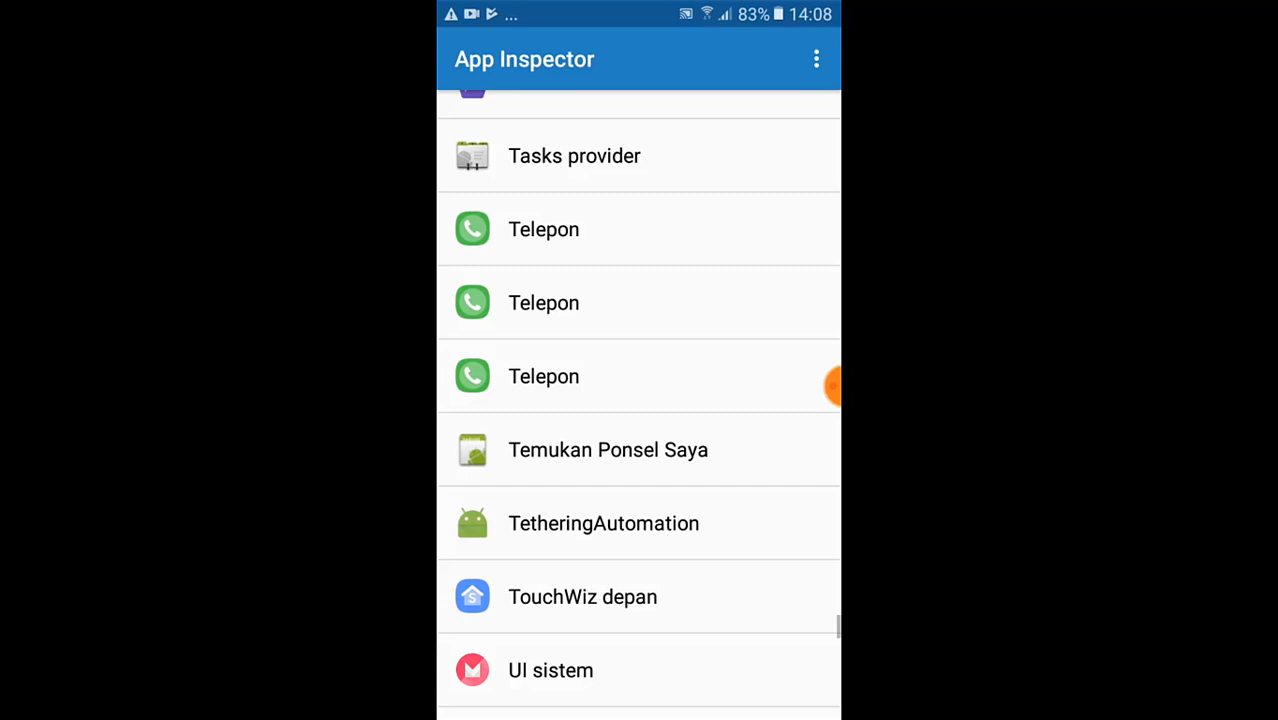 ... 83% 14:08
App Inspector
Tasks provider
Telepon
Telepon
Telepon
Temukan Ponsel Saya
TetheringAutomation
TouchWiz depan
UI sistem